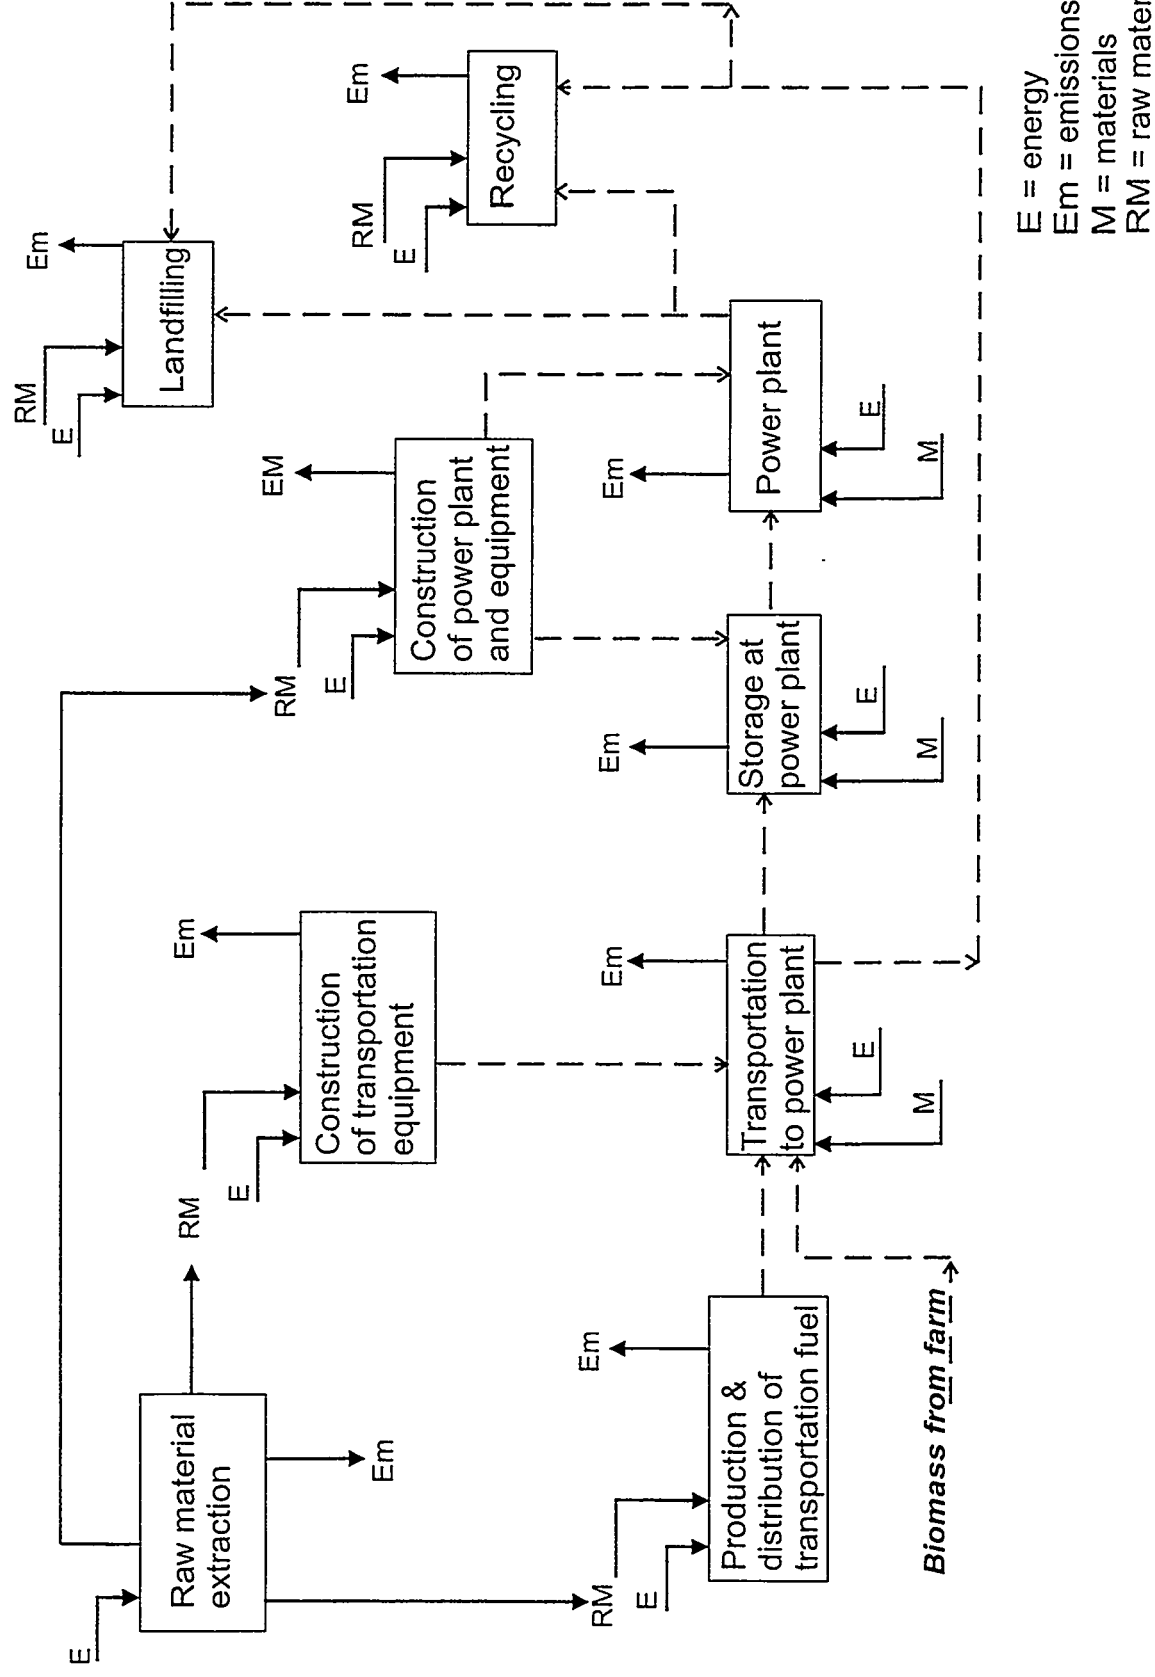 E
Raw material
extraction
Em
RM
RM
E
Production &
distribution of
transportation fuel
Em
Biomass from farm
RM
E
Construction
of transportation
equipment
Em
Transportation
to power plant
Em
E
M
RM
E
Construction
of power plant
and equipment
EM
Storage at
power plant
Em
E
M
Power plant
Em
E
M
RM
E
Landfilling
Em
RM
E
Recycling
Em
E = energy
Em = emissions
M = materials
RM = raw mater